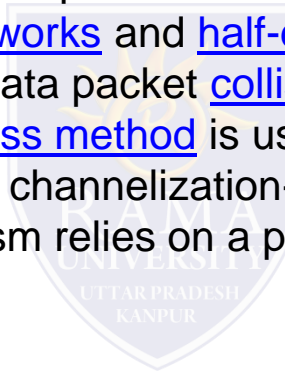 works and half-
ata packet colli
ss method is us
channelization-
sm relies on a p
RAMA
UNIVERSITY
UTTAR PRADESH
KANPUR